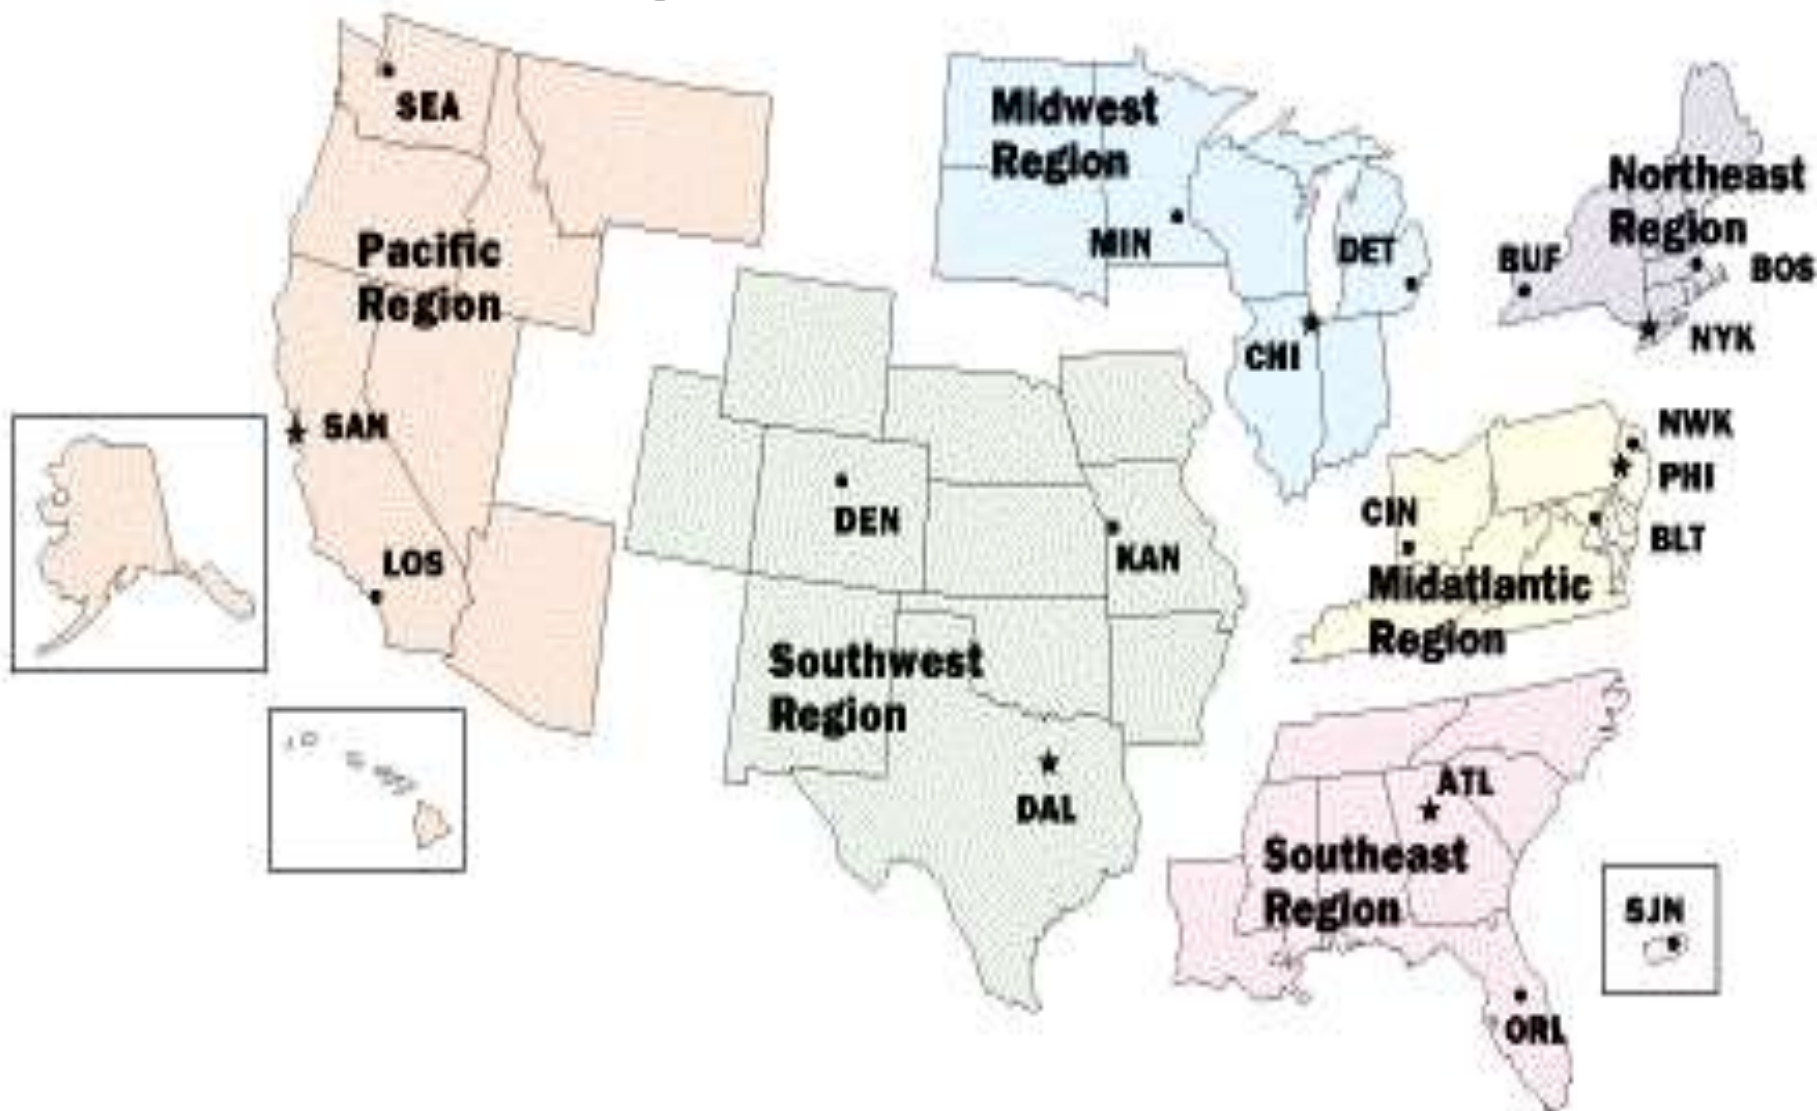 SEA
Pacific
Region
SAN
LOS
Midwest
Region
MIN
DET
CHI
Northeast
Region
BUF
BOS
NYK
DEN
KAN
Southwest
Region
DAL
NWK
PHI
CIN
BLT
Midatlantic
Region
ATL
Southeast
Region
ORL
SJN